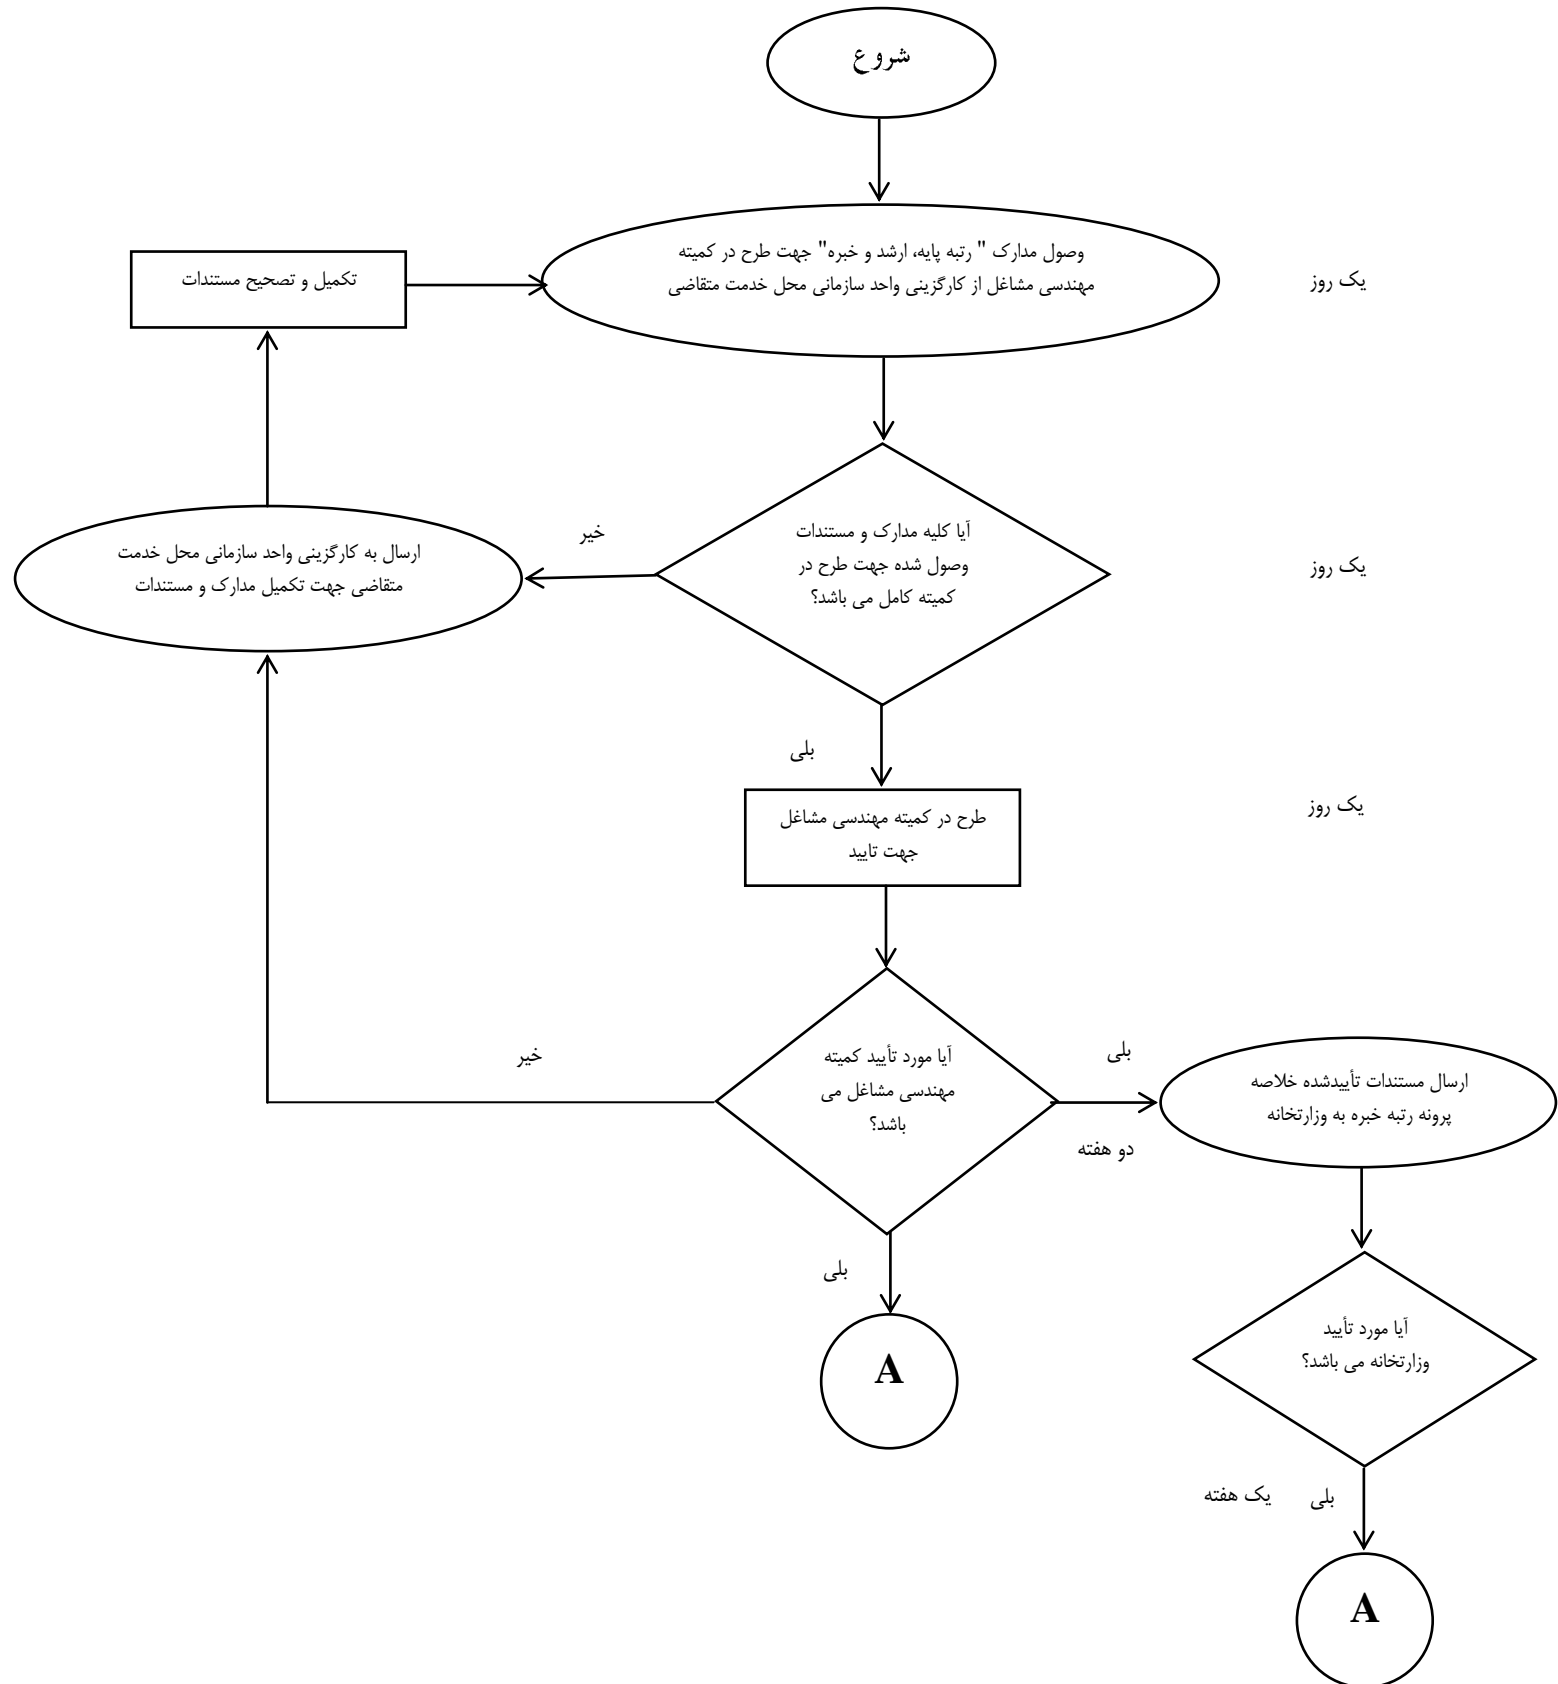 شروع
وصول مدارک " رتبه پایه، ارشد و خبره" جهت طرح در کمیته
مهندسی مشاغل از کارگزینی واحد سازمانی محل خدمت متقاضی
یک روز
تکمیل و تصحیح مستندات
آیا کلیه مدارک و مستندات
وصول شده جهت طرح در
کمیته کامل می باشد؟
یک روز
خیر
ارسال به کارگزینی واحد سازمانی محل خدمت
متقاضی جهت تکمیل مدارک و مستندات
بلی
طرح در کمیته مهندسی مشاغل
جهت تایید
یک روز
آیا مورد تأیید کمیته
مهندسی مشاغل می
باشد؟
خیر
بلی
دو هفته
ارسال مستندات تأییدشده خلاصه
پرونه رتبه خبره به وزارتخانه
بلی
A
آیا مورد تأیید
وزارتخانه می باشد؟
بلی
یک هفته
A